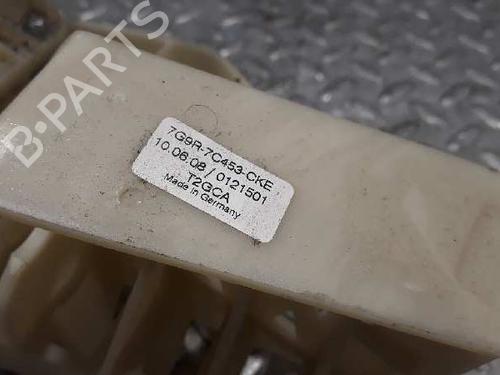 B-PARTS
7G9R-7C453-CKE
10.06.08 / 0121501
T2GCA
Made in Germany